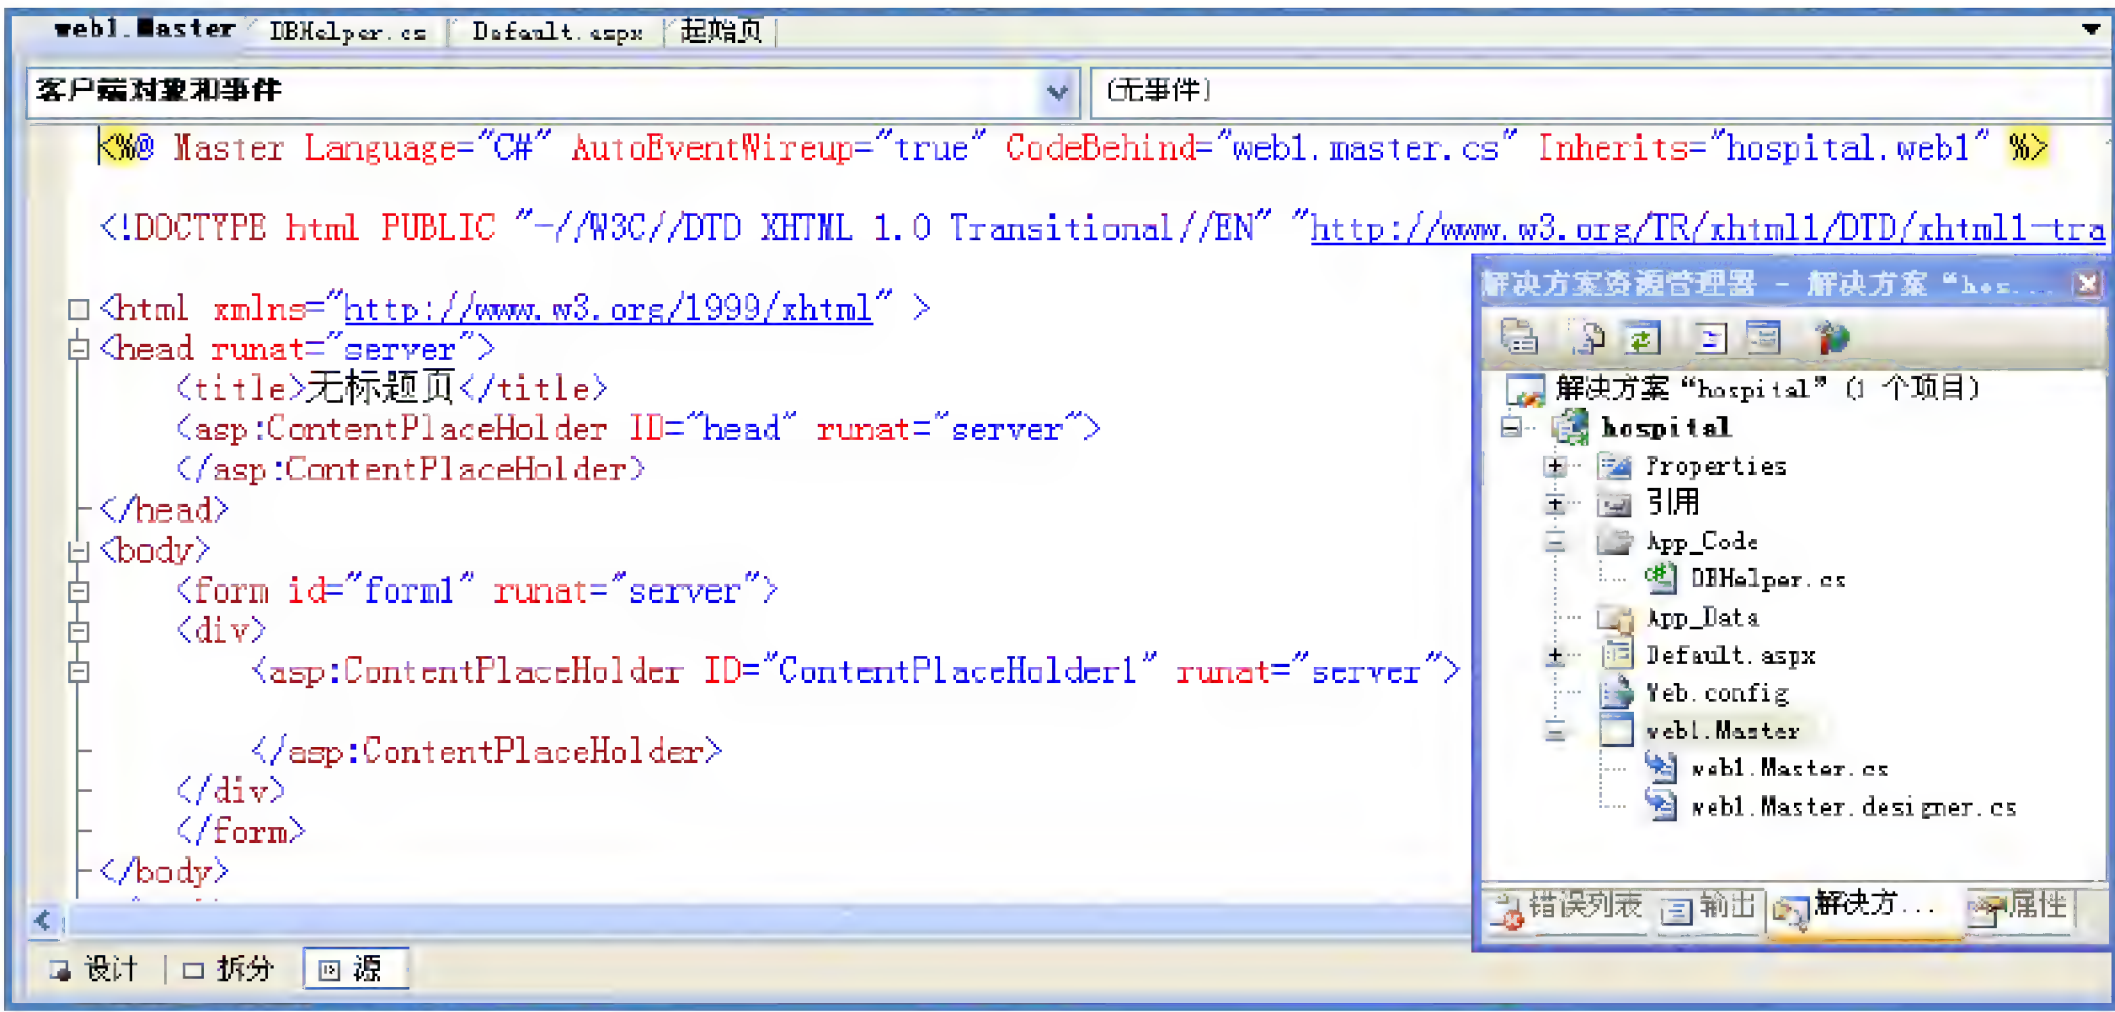 web1.Master DBHelper.cs Default.aspx 起始页
客户端对象和事件 (无事件)
<%@ Master Language="C#" AutoEventWireup="true" CodeBehind="web1.master.cs" Inherits="hospital.web1" %>
<!DOCTYPE html PUBLIC "-//W3C//DTD XHTML 1.0 Transitional//EN" "http://www.w3.org/TR/xhtml1/DTD/xhtml1-tra
<html xmlns="http://www.w3.org/1999/xhtml" >
<head runat="server">
<title>无标题页</title>
<asp:ContentPlaceHolder ID="head" runat="server">
</asp:ContentPlaceHolder>
</head>
<body>
<form id="form1" runat="server">
<div>
<asp:ContentPlaceHolder ID="ContentPlaceHolder1" runat="server">
</asp:ContentPlaceHolder>
</div>
</form>
</body>
设计 拆分 源
解决方案资源管理器 - 解决方案 “hos...
解决方案 “hospital” (1 个项目)
hospital
Properties
引用
App_Code
DBHelper.cs
App_Data
Default.aspx
Web.config
web1.Master
web1.Master.cs
web1.Master.designer.cs
错误列表 输出 解决方... 属性